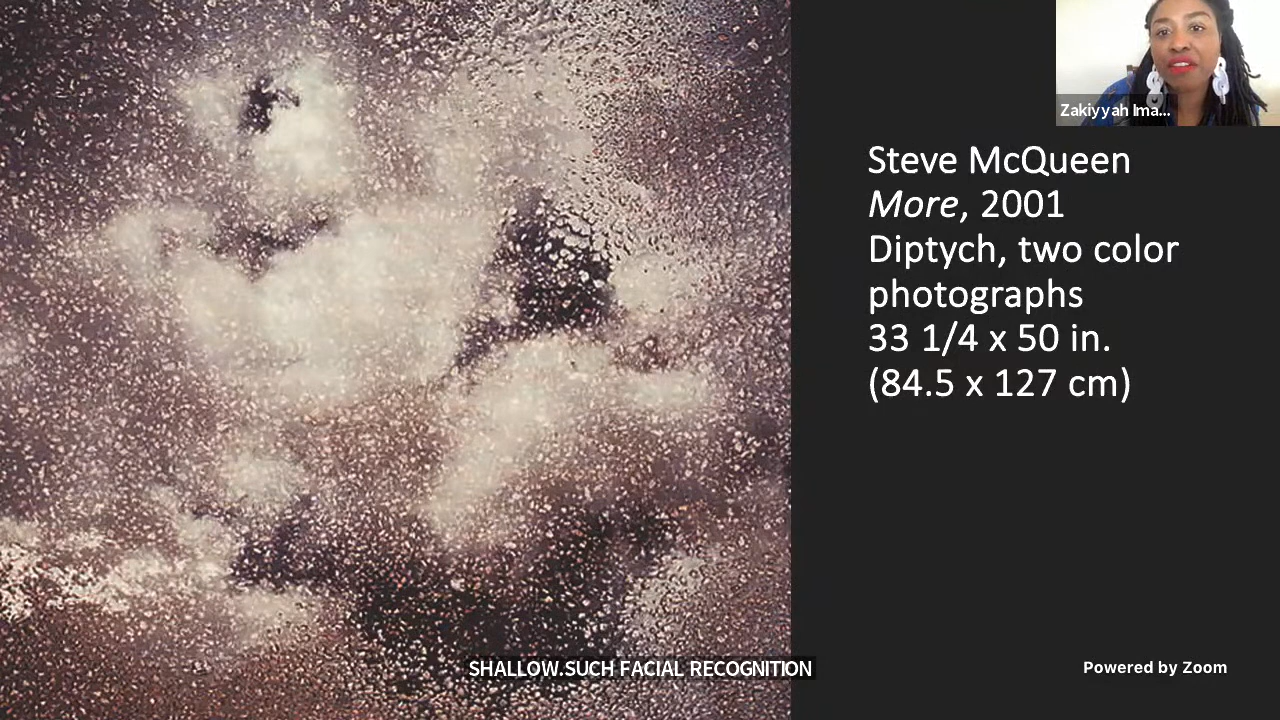 Zakiyyah Ima...
Steve McQueen
More, 2001
Diptych, two color
photographs
33 1/4 x 50 in.
(84.5 x 127 cm)
SHALLOW.SUCH FACIAL RECOGNITION
Powered by Zoom